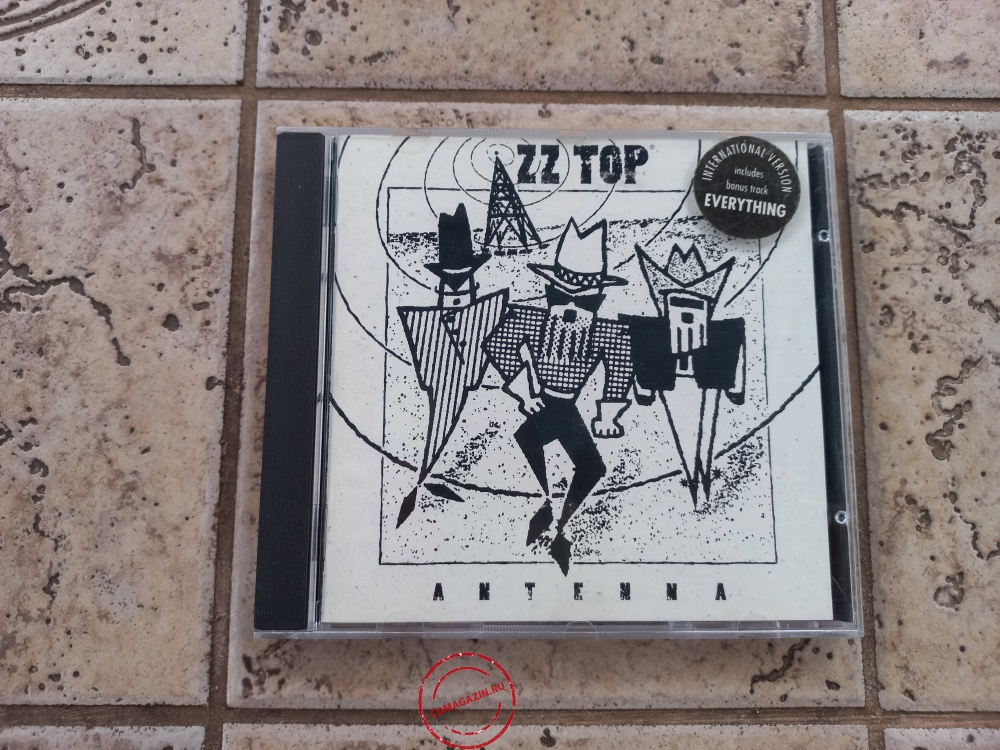 ZZ TOP®
INTERNATIONAL VERSION
includes
bonus track
EVERYTHING
ANTENNA